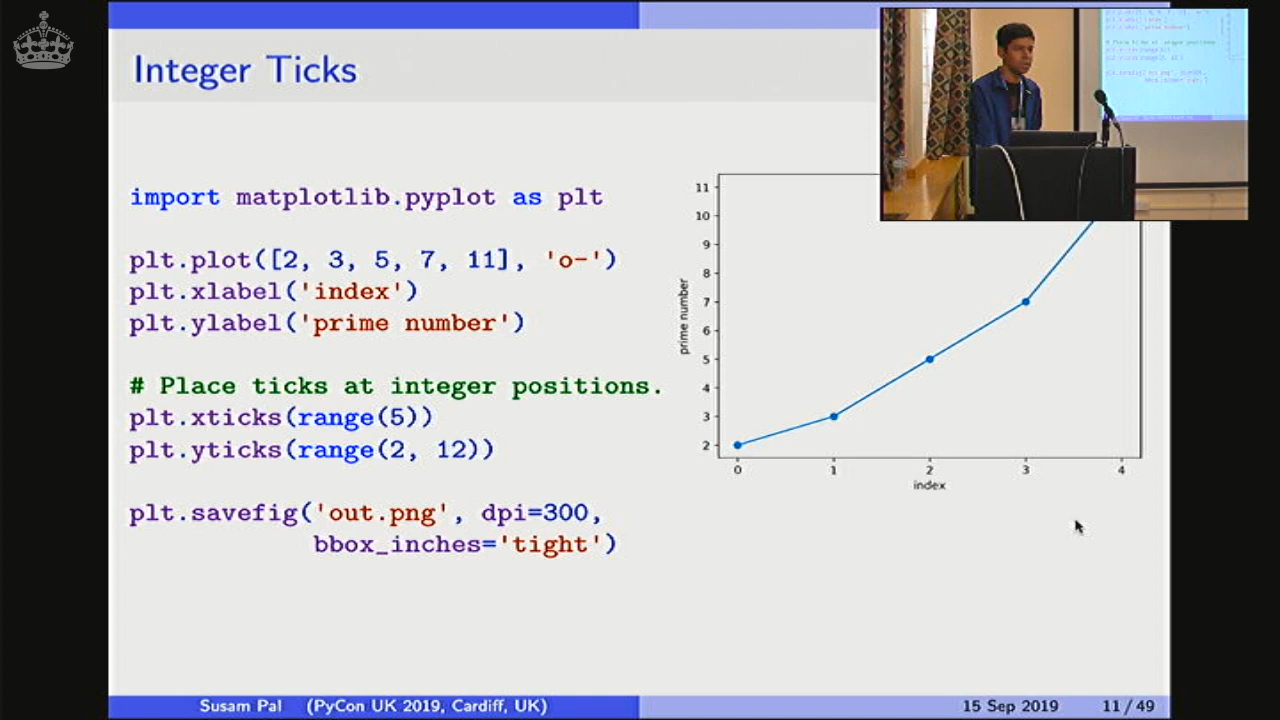 Integer Ticks
import matplotlib.pyplot as plt
plt.plot([2, 3, 5, 7, 11], 'o-')
plt.xlabel('index')
plt.ylabel('prime number')
# Place ticks at integer positions.
plt.xticks(range(5))
plt.yticks(range(2, 12))
plt.savefig('out.png', dpi=300,
bbox_inches='tight')
11
10
9
8
7
6
5
4
3
2
prime number
0 1 2 3 4
index
Susam Pal (PyCon UK 2019, Cardiff, UK) 15 Sep 2019 11 / 49